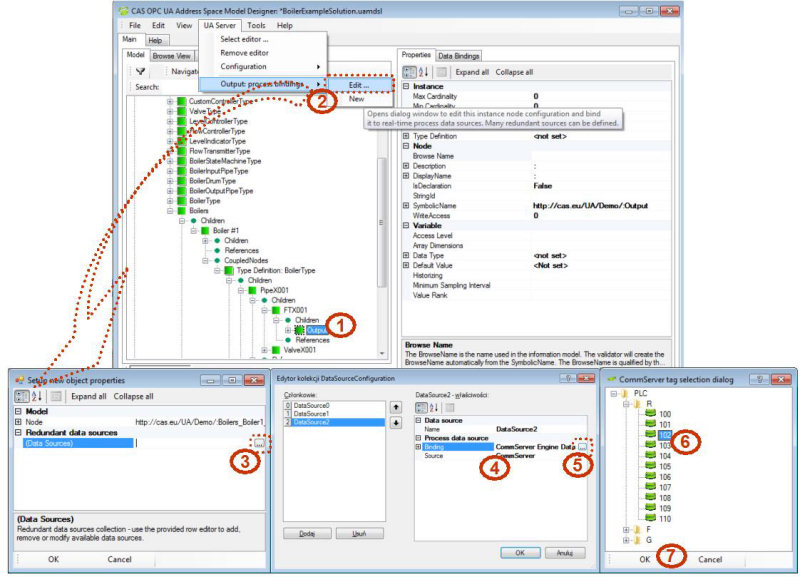 CAS OPC UA Address Space Model Designer: *BoilerExampleSolution.uamdsl
File Edit View UA Server Tools Help
Main Help
Select editor ...
Remove editor
Configuration
Output: process bindings
Edit ...
New
2
Model Browse View
Navigat
Search:
Opens dialog window to edit this instance node configuration and bind
it to real-time process data sources. Many redundant sources can be defined.
CustomControllerType
ValveType
LevelControllerType
FlowControllerType
LevelIndicatorType
FlowTransmitterType
BoilerStateMachineType
BoilerInputPipeType
BoilerDrumType
BoilerOutputPipeType
BoilerType
Boilers
Children
Boiler #1
Children
References
CoupledNodes
Type Definition: BoilerType
Children
PipeX001
Children
FTX001
Children
Output
References
ValveX001
1
Properties Data Bindings
Expand all Collapse all
Instance
Max Cardinality 0
Min Cardinality 0
Type Definition <not set>
Node
Browse Name
Description :
DisplayName :
IsDeclaration False
StringId
SymbolicName http://cas.eu/UA/Demo/:Output
WriteAccess 0
Variable
Access Level
Array Dimensions
Data Type <not set>
Default Value <Not set>
Historizing
Minimum Sampling Interval
Value Rank
Browse Name
The BrowseName is the name used in the information model. The validator will create the
BrowseName automatically from the SymbolicName. The BrowseName is qualified by th...
Setup new object properties
Expand all Collapse all
Model
Node http://cas.eu/UA/Demo/:Boilers_Boiler1_
Redundant data sources
(Data Sources) ...
3
(Data Sources)
Redundant data sources collection - use the provided row editor to add,
remove or modify available data sources.
OK Cancel
Edytor kolekcji DataSourceConfiguration
Członkowie:
0 DataSource0
1 DataSource1
2 DataSource2
Dodaj Usuń
DataSource2 - właściwości:
Data source
Name DataSource2
Process data source
Binding CommServer Engine Data ...
Source CommServer
4 5
OK Anuluj
CommServer tag selection dialog
PLC
R
100
101
102
103
104
105
106
107
108
109
110
F
G
6
OK Cancel
7